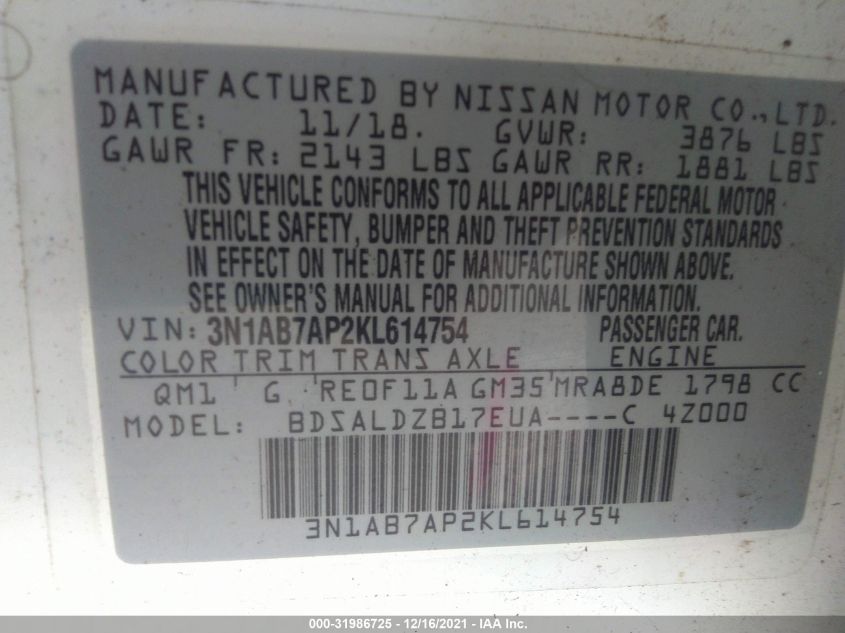 MANUFACTURED BY NISSAN MOTOR CO., LTD.
DATE: 11/18. GVWR: 3876 LBS
GAWR FR: 2143 LBS GAWR RR: 1881 LBS
THIS VEHICLE CONFORMS TO ALL APPLICABLE FEDERAL MOTOR
VEHICLE SAFETY, BUMPER AND THEFT PREVENTION STANDARDS
IN EFFECT ON THE DATE OF MANUFACTURE SHOWN ABOVE.
SEE OWNER'S MANUAL FOR ADDITIONAL INFORMATION.
VIN: 3N1AB7AP2KL614754 PASSENGER CAR.
COLOR TRIM TRANS AXLE ENGINE
QM1 G RE0F11A GM35 MRA8DE 1798 CC
MODEL: BDSALDZB17EUA----C 4Z000
3N1AB7AP2KL614754
000-31986725 - 12/16/2021 - IAA Inc.